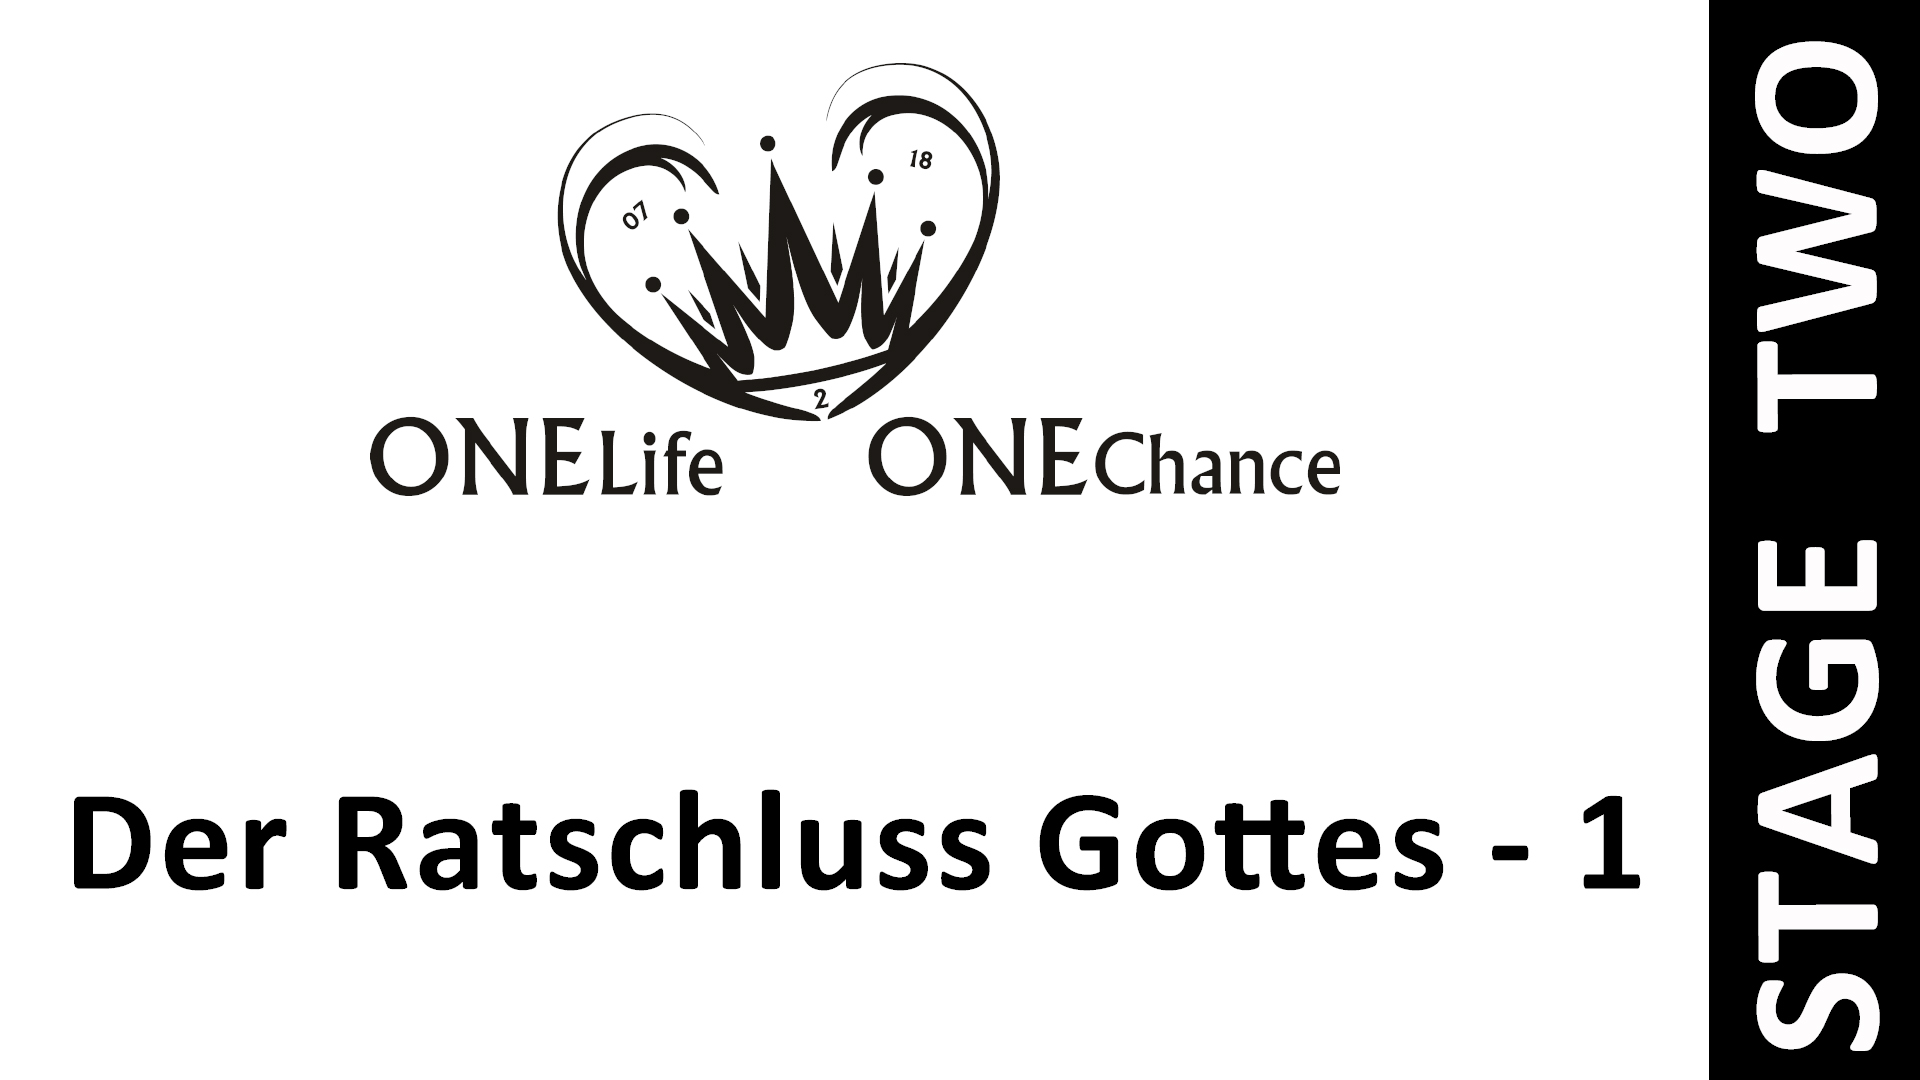 18
07
2
ONELife ONEChance
Der Ratschluss Gottes - 1
STAGE TWO